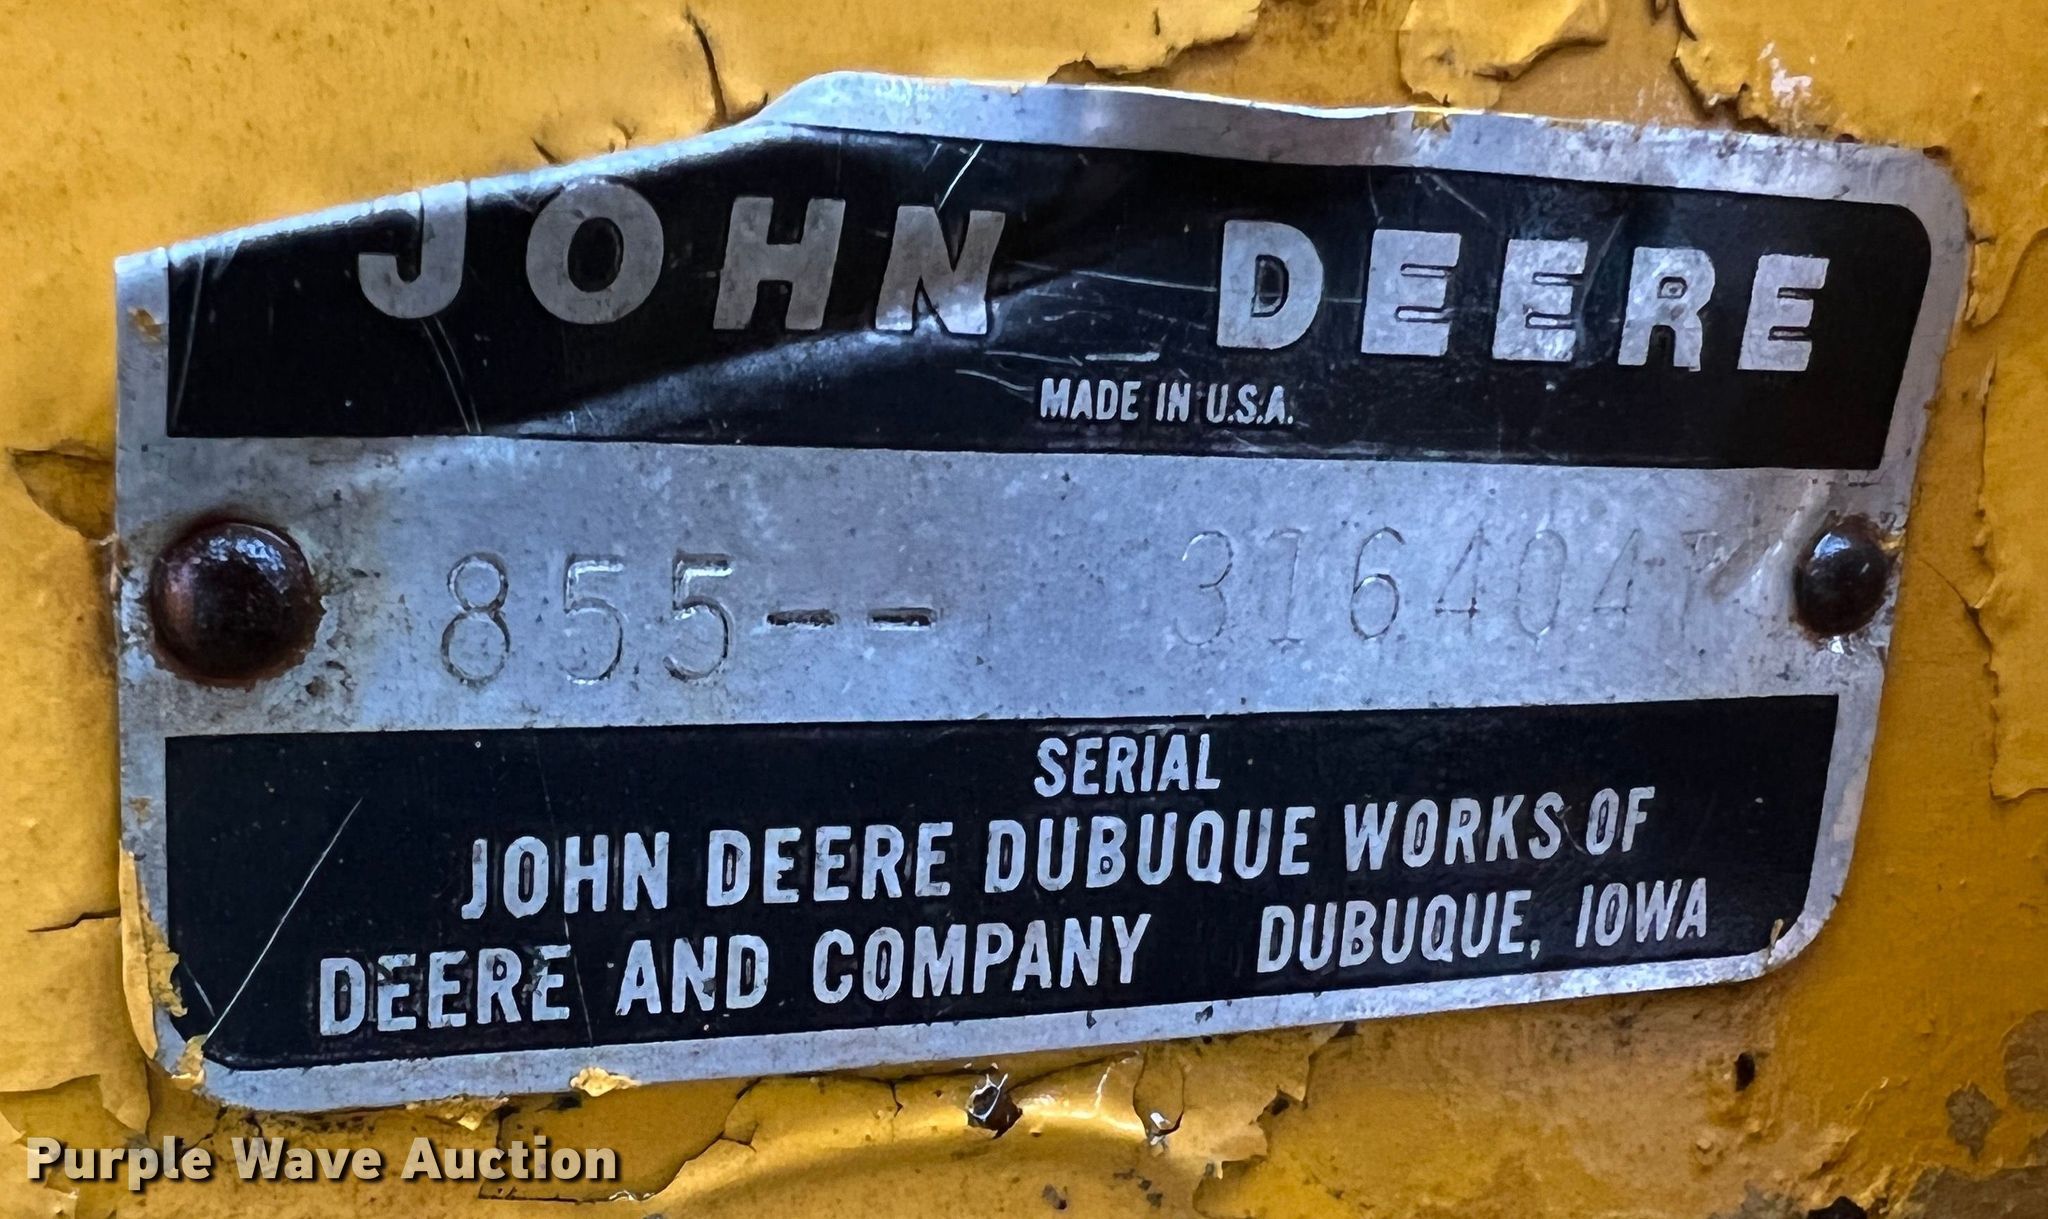 JOHN DEERE
MADE IN U.S.A.
855-- 316404T
SERIAL
JOHN DEERE DUBUQUE WORKS OF
DEERE AND COMPANY DUBUQUE, IOWA
Purple Wave Auction